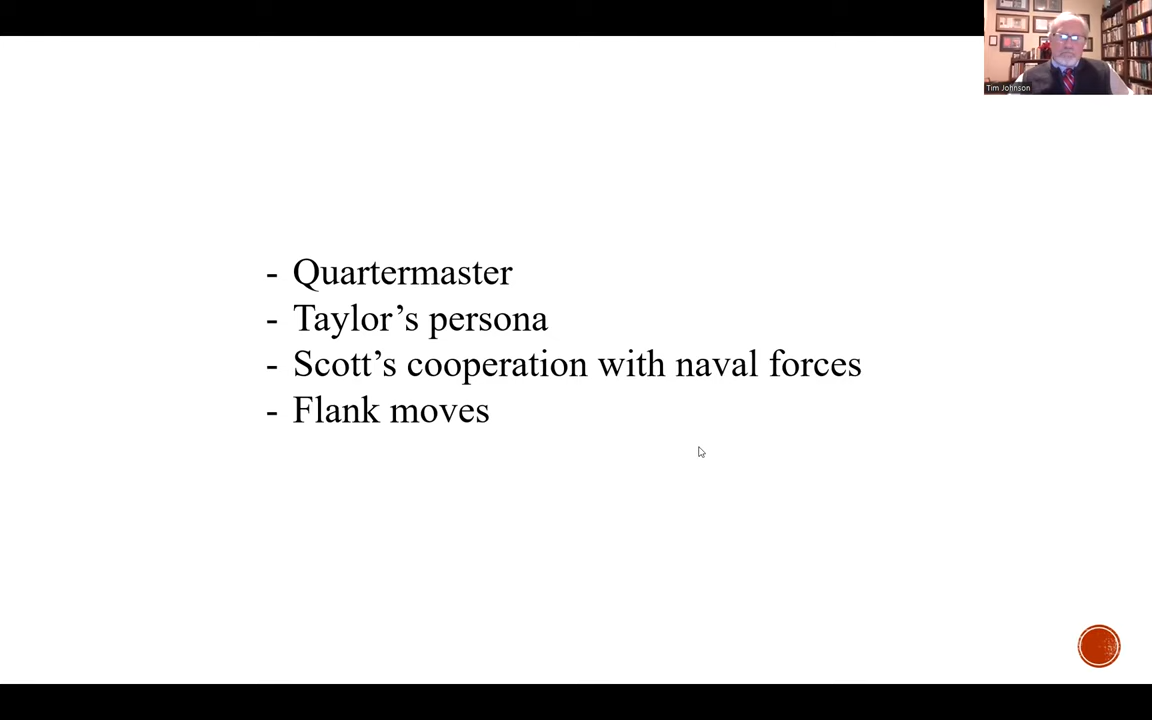 Tim Johnson
- Quartermaster
- Taylor’s persona
- Scott’s cooperation with naval forces
- Flank moves